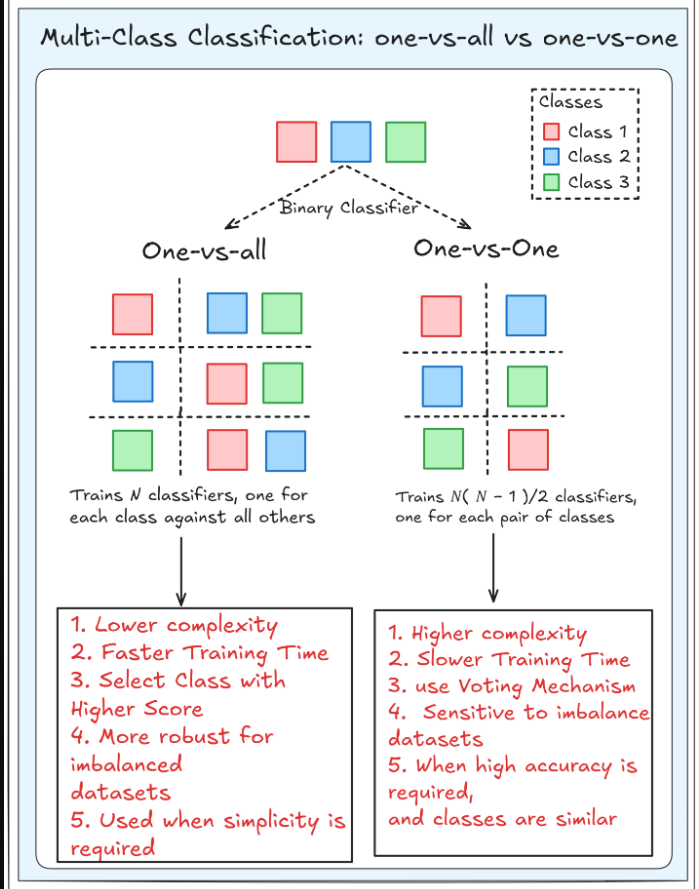 Multi-Class Classification: one-vs-all vs one-vs-one
Classes
Class 1
Class 2
Class 3
Binary Classifier
One-vs-all
Trains N classifiers, one for
each class against all others
1. Lower complexity
2. Faster Training Time
3. Select Class with
Higher Score
4. More robust for
imbalanced
datasets
5. Used when simplicity is
required
One-vs-One
Trains N( N - 1 )/2 classifiers,
one for each pair of classes
1. Higher complexity
2. Slower Training Time
3. use Voting Mechanism
4. Sensitive to imbalance
datasets
5. When high accuracy is
required,
and classes are similar